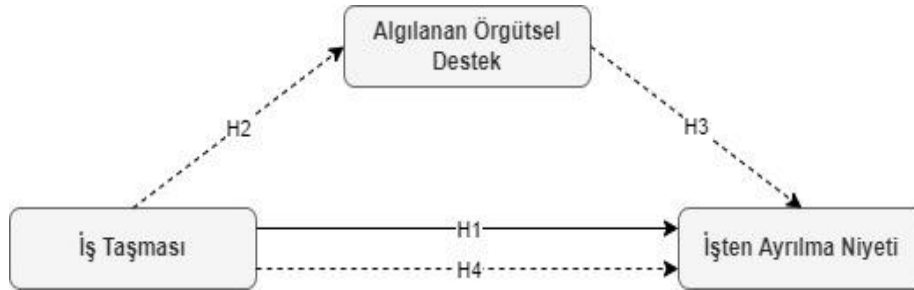 Algılanan Örgütsel
Destek
H2
H3
İş Taşması
H1
H4
İşten Ayrılma Niyeti